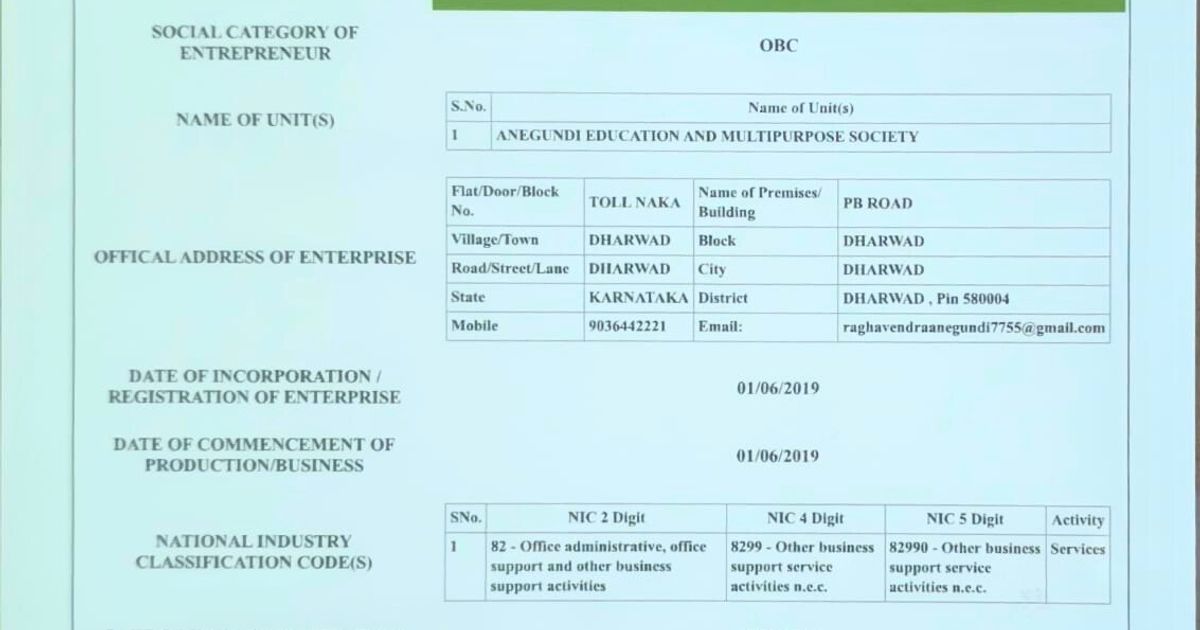 SOCIAL CATEGORY OF
ENTREPRENEUR
OBC
NAME OF UNIT(S)
S.No. Name of Unit(s)
1 ANEGUNDI EDUCATION AND MULTIPURPOSE SOCIETY
OFFICAL ADDRESS OF ENTERPRISE
Flat/Door/Block
No.
TOLL NAKA
Name of Premises/
Building
PB ROAD
Village/Town DHARWAD Block DHARWAD
Road/Street/Lane DHARWAD City DHARWAD
State KARNATAKA District DHARWAD , Pin 580004
Mobile 9036442221 Email: raghavendraanegundi7755@gmail.com
DATE OF INCORPORATION /
REGISTRATION OF ENTERPRISE
01/06/2019
DATE OF COMMENCEMENT OF
PRODUCTION/BUSINESS
01/06/2019
NATIONAL INDUSTRY
CLASSIFICATION CODE(S)
SNo. NIC 2 Digit NIC 4 Digit NIC 5 Digit Activity
1 82 - Office administrative, office 8299 - Other business 82990 - Other business Services
support and other business support service support service
support activities activities n.e.c. activities n.e.c.